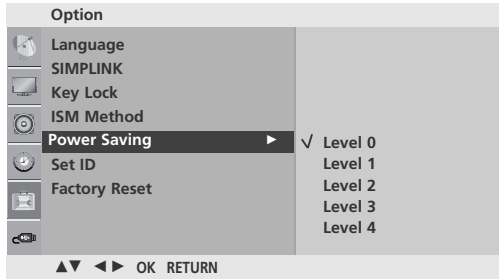 Option
Language
SIMPLINK
Key Lock
ISM Method
Power Saving ►
Set ID
Factory Reset
√ Level 0
Level 1
Level 2
Level 3
Level 4
▲▼ ◄► OK RETURN